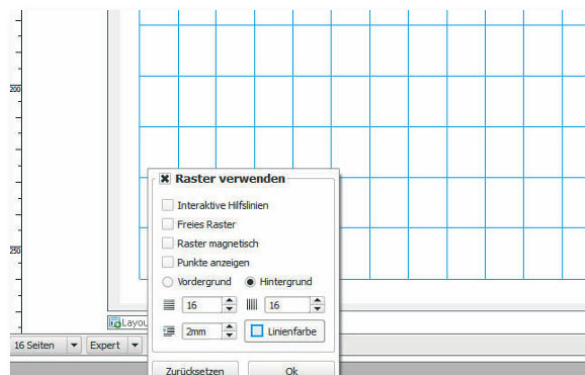 200
250
Raster verwenden
Interaktive Hilfslinien
Freies Raster
Raster magnetisch
Punkte anzeigen
Vordergrund Hintergrund
16 16
2mm Linienfarbe
Zurücksetzen Ok
Layou
16 Seiten Expert